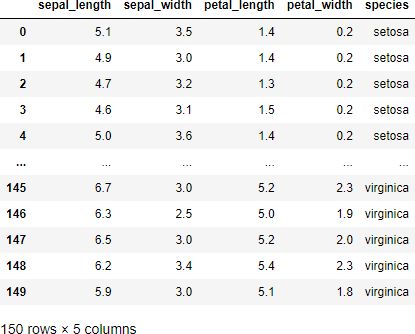 sepal_length sepal_width petal_length petal_width species
0 5.1 3.5 1.4 0.2 setosa
1 4.9 3.0 1.4 0.2 setosa
2 4.7 3.2 1.3 0.2 setosa
3 4.6 3.1 1.5 0.2 setosa
4 5.0 3.6 1.4 0.2 setosa
... ... ... ... ... ...
145 6.7 3.0 5.2 2.3 virginica
146 6.3 2.5 5.0 1.9 virginica
147 6.5 3.0 5.2 2.0 virginica
148 6.2 3.4 5.4 2.3 virginica
149 5.9 3.0 5.1 1.8 virginica
150 rows × 5 columns